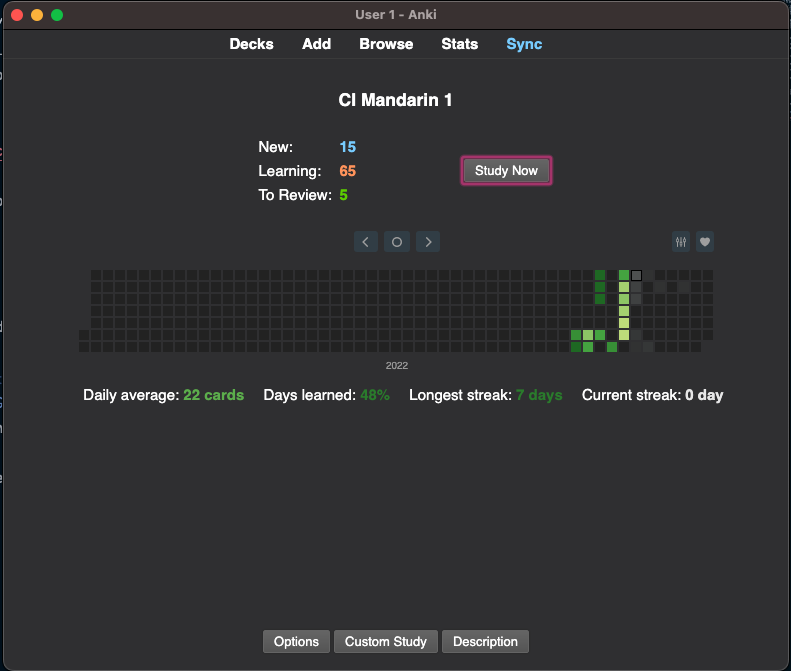 User 1 - Anki
Decks Add Browse Stats Sync
CI Mandarin 1
New: 15
Learning: 65
To Review: 5
Study Now
2022
Daily average: 22 cards Days learned: 48% Longest streak: 7 days Current streak: 0 day
Options Custom Study Description